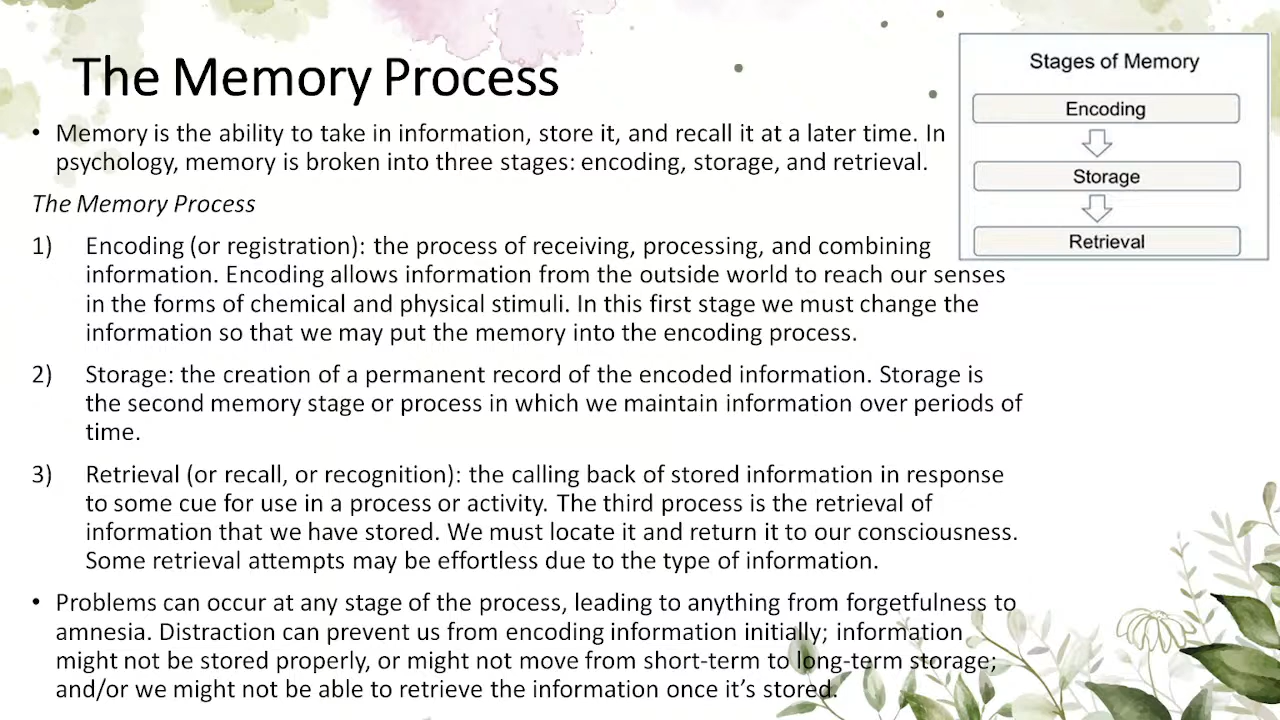 The Memory Process
• Memory is the ability to take in information, store it, and recall it at a later time. In
psychology, memory is broken into three stages: encoding, storage, and retrieval.
The Memory Process
1) Encoding (or registration): the process of receiving, processing, and combining
information. Encoding allows information from the outside world to reach our senses
in the forms of chemical and physical stimuli. In this first stage we must change the
information so that we may put the memory into the encoding process.
2) Storage: the creation of a permanent record of the encoded information. Storage is
the second memory stage or process in which we maintain information over periods of
time.
3) Retrieval (or recall, or recognition): the calling back of stored information in response
to some cue for use in a process or activity. The third process is the retrieval of
information that we have stored. We must locate it and return it to our consciousness.
Some retrieval attempts may be effortless due to the type of information.
• Problems can occur at any stage of the process, leading to anything from forgetfulness to
amnesia. Distraction can prevent us from encoding information initially; information
might not be stored properly, or might not move from short-term to long-term storage;
and/or we might not be able to retrieve the information once it’s stored.
Stages of Memory
Encoding
Storage
Retrieval